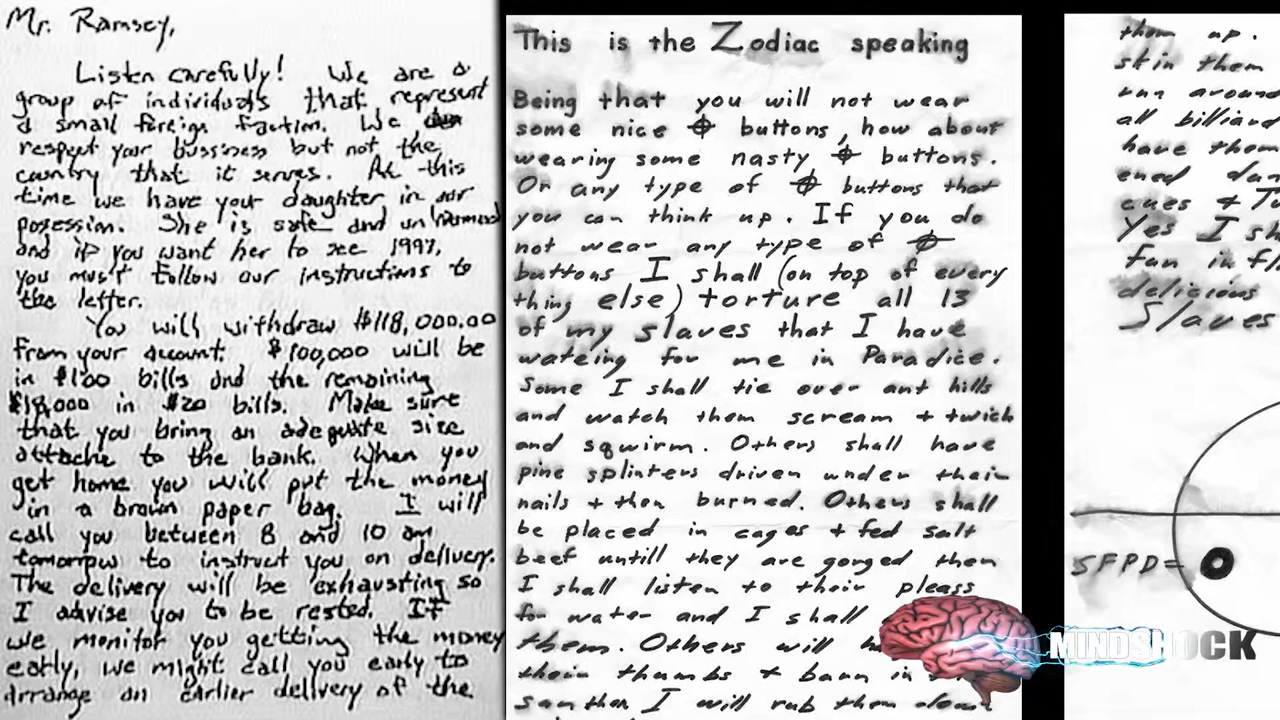 Mr. Ramsey,
Listen carefully! We are a
group of individuals that represent
a small foreign faction. We
respect your bussiness but not the
country that it serves. At this
time we have your daughter in our
posession. She is safe and unharmed
and if you want her to see 1997,
you must follow our instructions to
the letter.
You will withdraw $118,000.00
from your account. $100,000 will be
in $100 bills and the remaining
$18,000 in $20 bills. Make sure
that you bring an adequate size
attache to the bank. When you
get home you will put the money
in a brown paper bag. I will
call you between 8 and 10 am
tomorrow to instruct you on delivery.
The delivery will be exhausting so
I advise you to be rested. If
we monitor you getting the money
early, we might call you early to
arrange an earlier delivery of the
This is the Zodiac speaking
Being that you will not wear
some nice buttons, how about
wearing some nasty buttons.
Or any type of buttons that
you can think up. If you do
not wear any type of
buttons I shall (on top of every
thing else) torture all 13
of my slaves that I have
wateing for me in Paradice.
Some I shall tie over ant hills
and watch them scream + twich
and squirm. Others shall have
pine splinters driven under their
nails + then burned. Others shall
be placed in cages + fed salt
beef untill they are gorged then
I shall listen to their pleass
for water and I shall
them. Others will
their thumbs + burn in
sun then I will rub them down
them up.
skin them
run around
all billiard
have them
ened
cues + 
Yes I sh
fun in
delicious
Slaves
SFPD=
MINDSHOCK